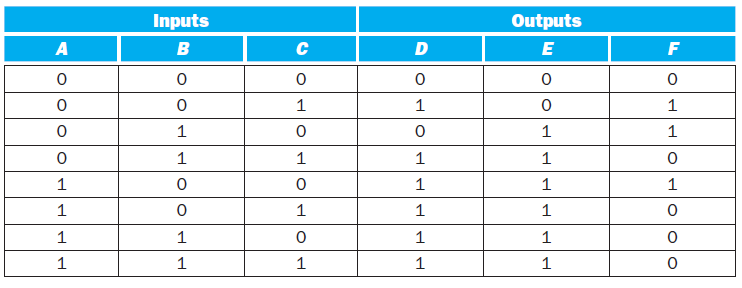 Inputs Outputs
A B C D E F
0 0 0 0 0 0
0 0 1 1 0 1
0 1 0 0 1 1
0 1 1 1 1 0
1 0 0 1 1 1
1 0 1 1 1 0
1 1 0 1 1 0
1 1 1 1 1 0